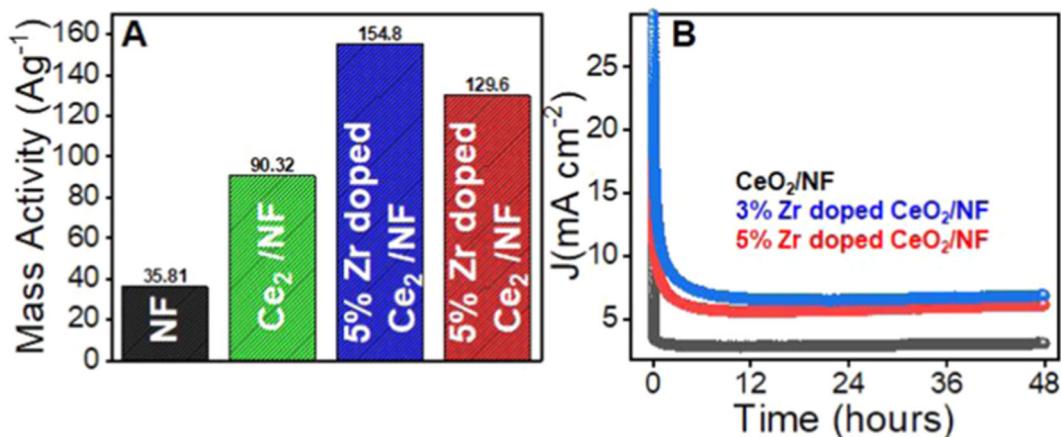 A
Mass Activity (Ag⁻¹)
160
140
120
100
80
60
40
20
0
35.81
90.32
154.8
129.6
NF
Ce₂ /NF
5% Zr doped
Ce₂ /NF
5% Zr doped
Ce₂ /NF
B
J(mA cm⁻²)
25
20
15
10
5
CeO₂/NF
3% Zr doped CeO₂/NF
5% Zr doped CeO₂/NF
0
12
24
36
48
Time (hours)